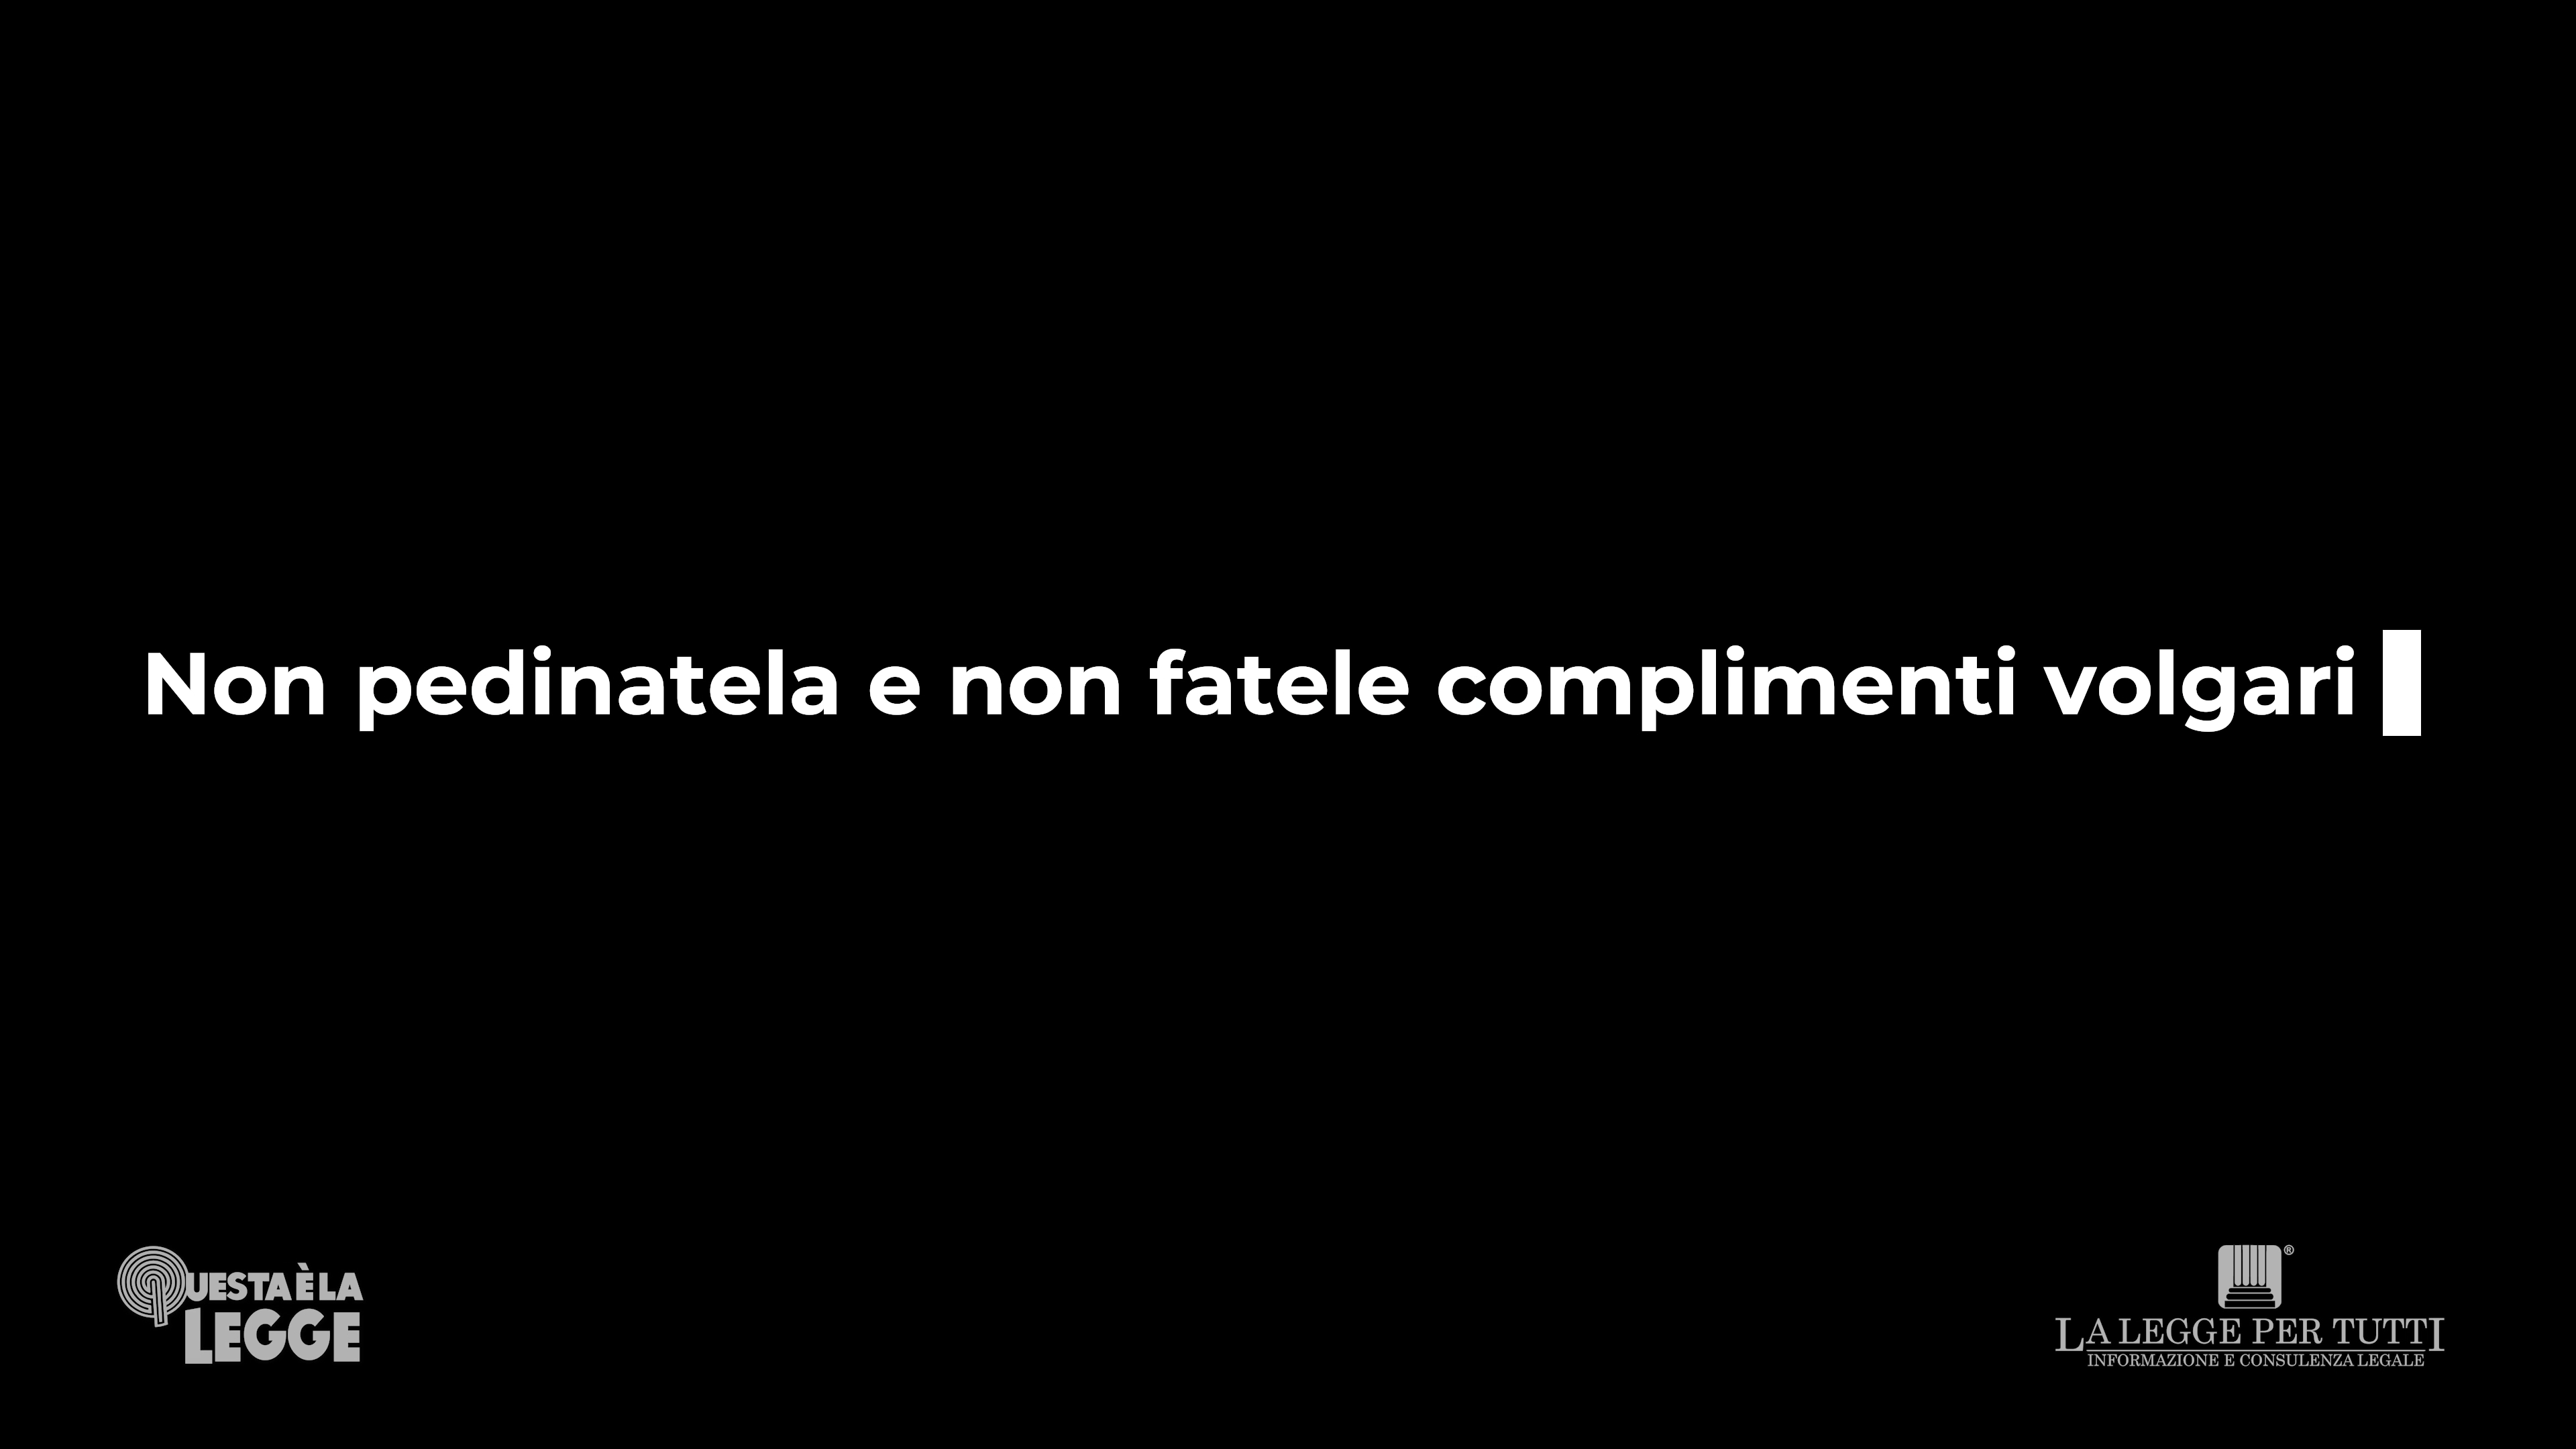 Non pedinatela e non fatele complimenti volgari
QUESTA È LA
LEGGE
®
LA LEGGE PER TUTTI
INFORMAZIONE E CONSULENZA LEGALE